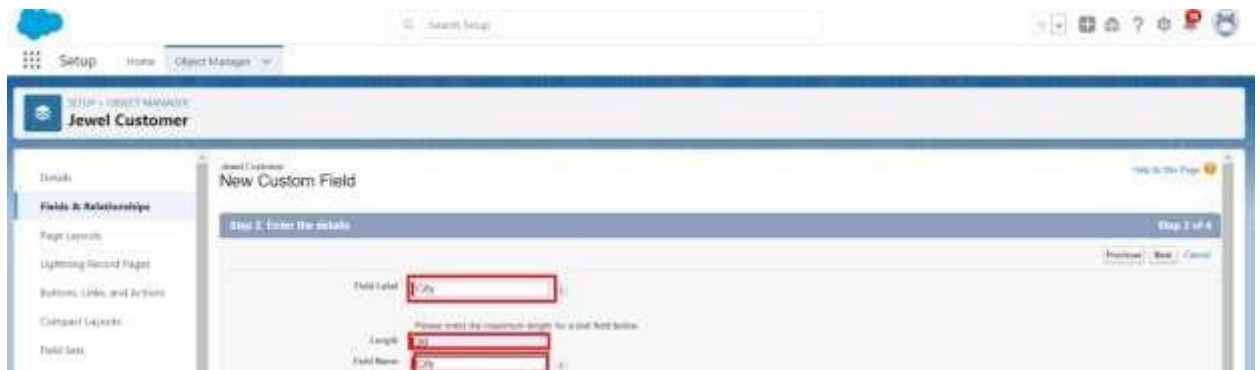 Search Setup
Setup Home Object Manager
SETUP > OBJECT MANAGER
Jewel Customer
Details
Fields & Relationships
Page Layouts
Lightning Record Pages
Buttons, Links, and Actions
Compact Layouts
Field Sets
Jewel Customer
New Custom Field
Help for this Page
Step 2. Enter the details
Step 2 of 4
Previous Next Cancel
Field Label City
Please enter the maximum length for a text field below.
Length
Field Name City